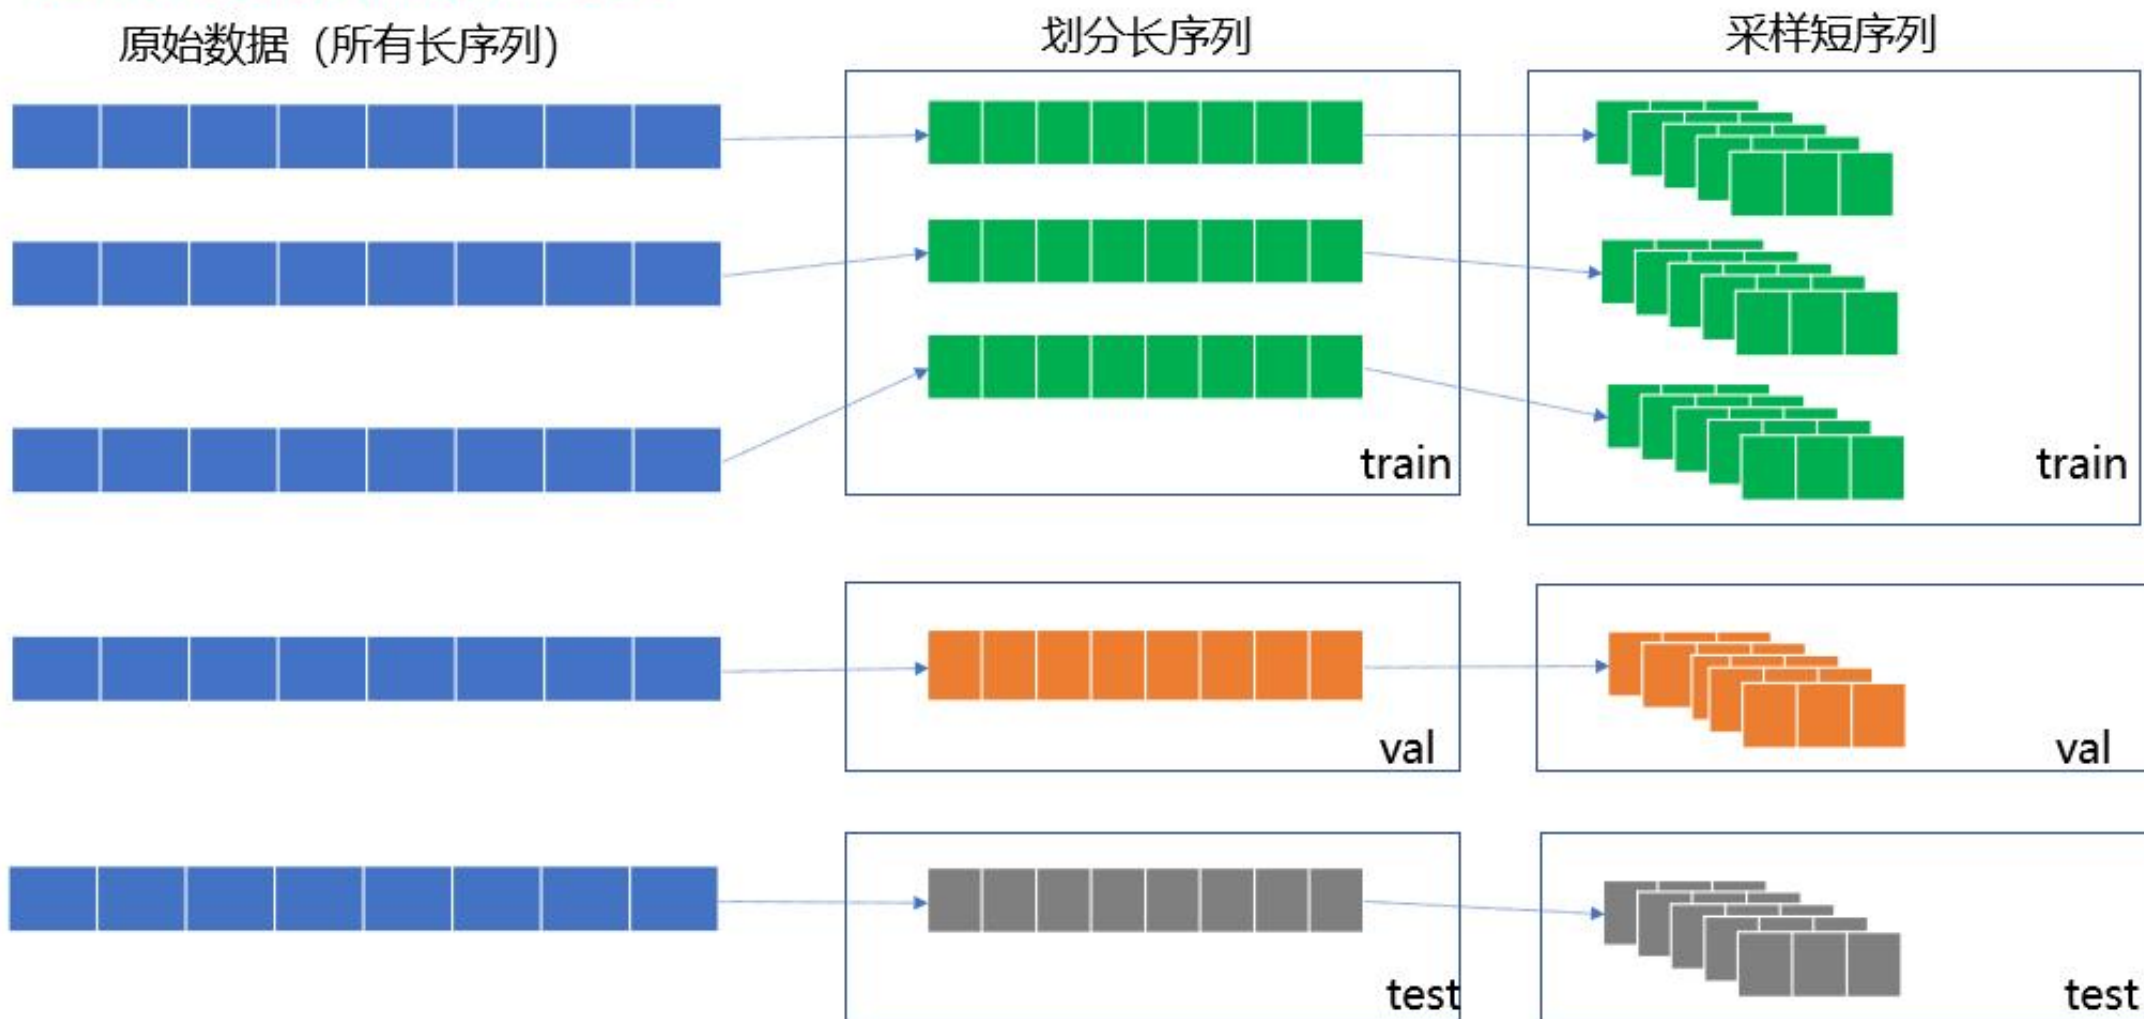 原始数据（所有长序列）
划分长序列
采样短序列
train
train
val
val
test
test